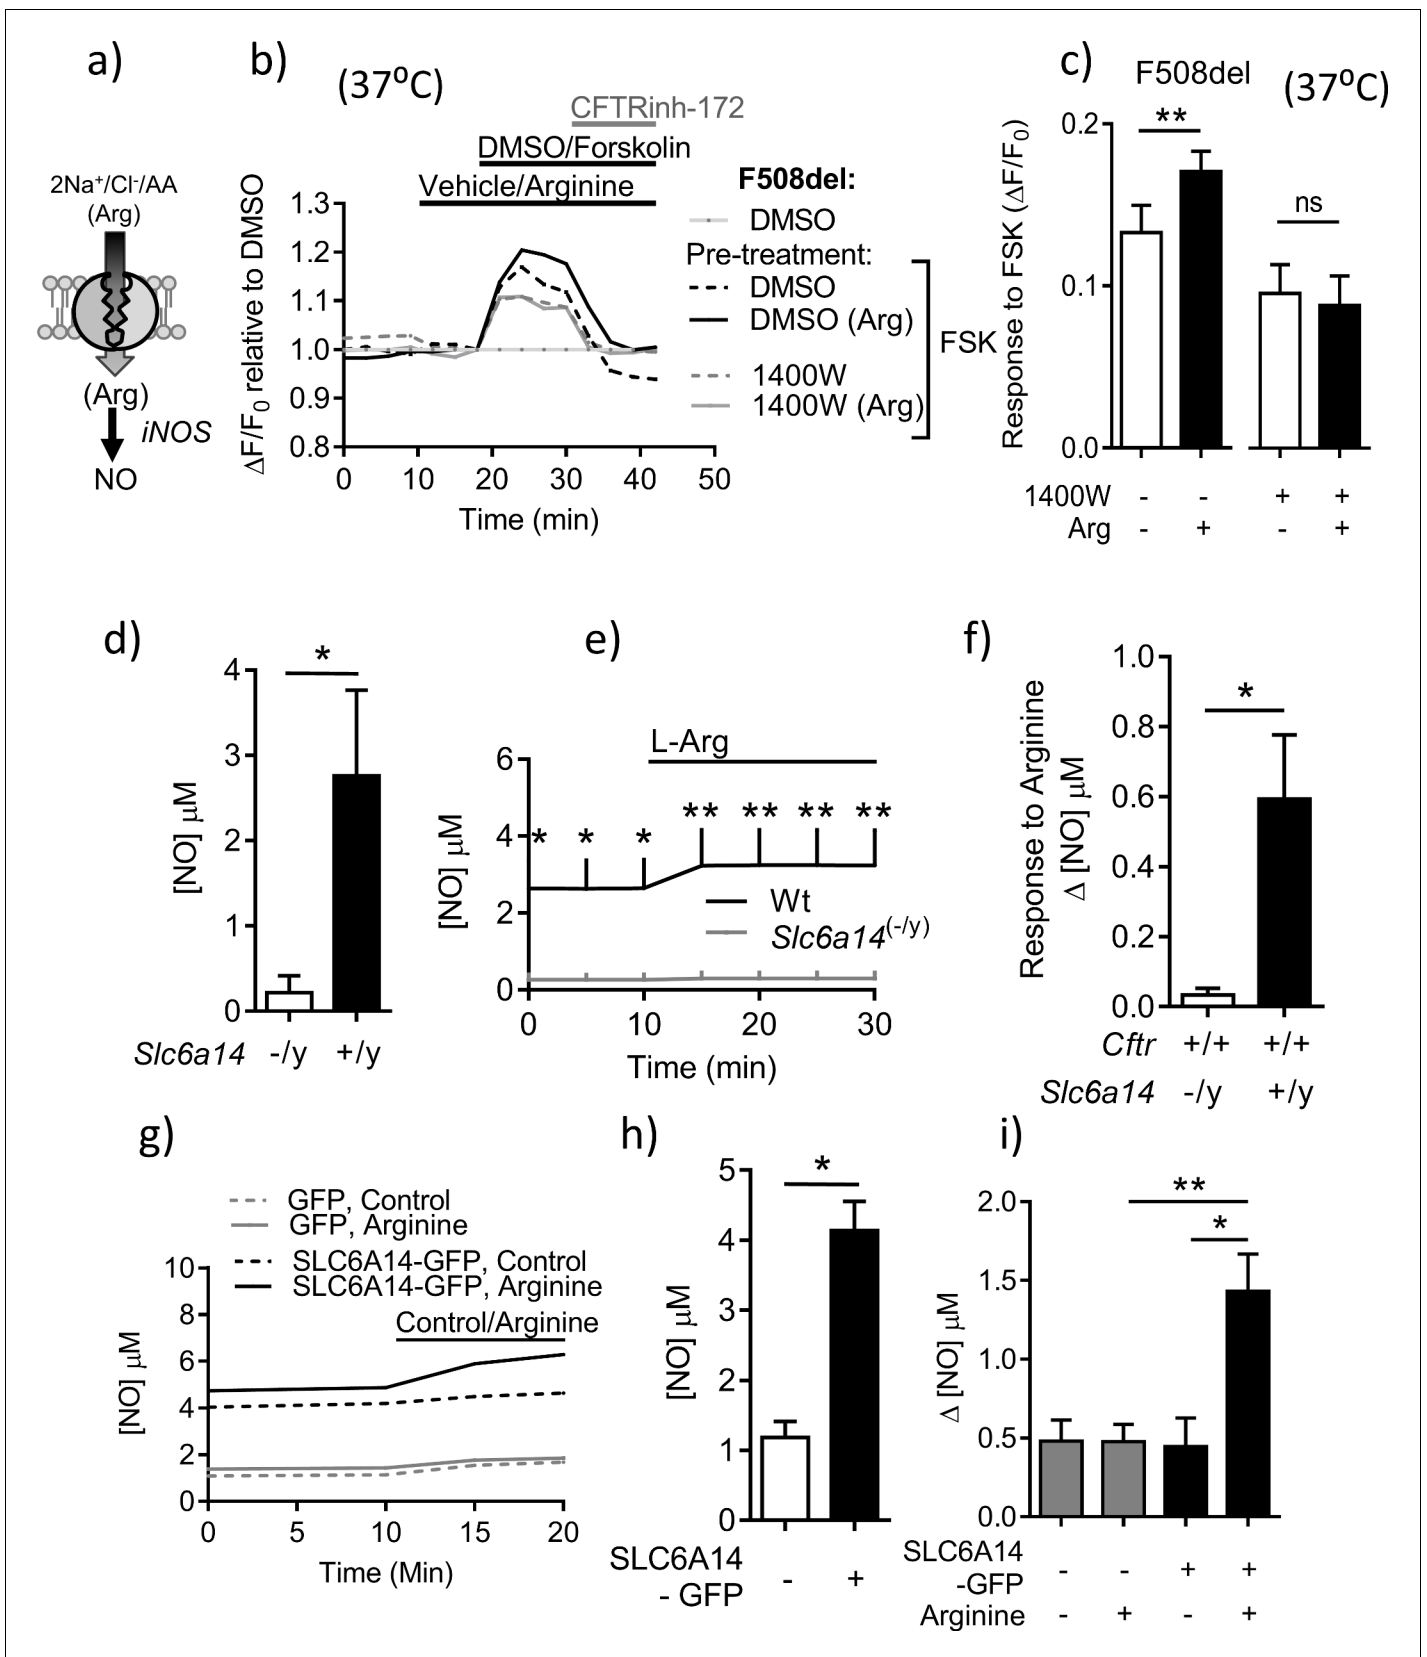 a)
2Na⁺/Cl⁻/AA
(Arg)
(Arg)
iNOS
NO
b)
(37⁰C)
CFTRinh-172
DMSO/Forskolin
Vehicle/Arginine
ΔF/F₀ relative to DMSO
1.3
1.2
1.1
1.0
0.9
0.8
0 10 20 30 40 50
Time (min)
F508del:
DMSO
Pre-treatment:
DMSO
DMSO (Arg)
1400W
1400W (Arg)
FSK
c)
F508del
(37⁰C)
Response to FSK (ΔF/F₀)
0.2
0.1
0.0
**
ns
1400W - - + +
Arg - + - +
d)
[NO] µM
4
3
2
1
0
*
Slc6a14 -/y +/y
e)
L-Arg
[NO] µM
6
4
2
0
* * * ** ** ** **
Wt
Slc6a14(-/y)
0 10 20 30
Time (min)
f)
Response to Arginine
Δ [NO] µM
1.0
0.8
0.6
0.4
0.2
0.0
*
Cftr +/+ +/+
Slc6a14 -/y +/y
g)
GFP, Control
GFP, Arginine
SLC6A14-GFP, Control
SLC6A14-GFP, Arginine
Control/Arginine
[NO] µM
10
8
6
4
2
0
0 5 10 15 20
Time (Min)
h)
[NO] µM
5
4
3
2
1
0
*
SLC6A14
- GFP - +
i)
Δ [NO] µM
2.0
1.5
1.0
0.5
0.0
**
*
SLC6A14
-GFP - - + +
Arginine - + - +